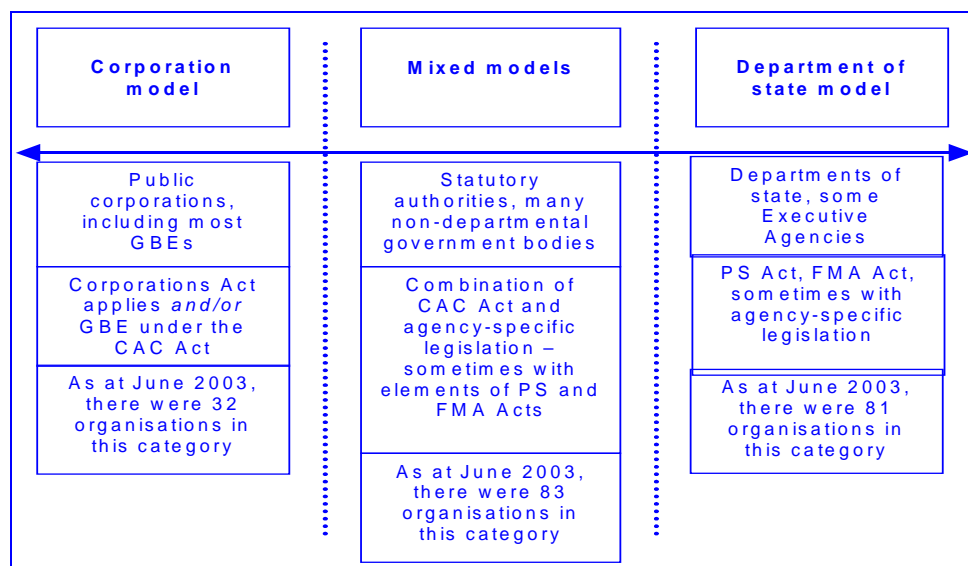 Corporation
model
Public
corporations,
including most
GBEs
Corporations Act
applies and/or
GBE under the
CAC Act
As at June 2003,
there were 32
organisations in
this category
Mixed models
Statutory
authorities, many
non-departmental
government bodies
Combination of
CAC Act and
agency-specific
legislation –
sometimes with
elements of PS and
FMA Acts
As at June 2003,
there were 83
organisations in
this category
Department of
state model
Departments of
state, some
Executive
Agencies
PS Act, FMA Act,
sometimes with
agency-specific
legislation
As at June 2003,
there were 81
organisations in
this category